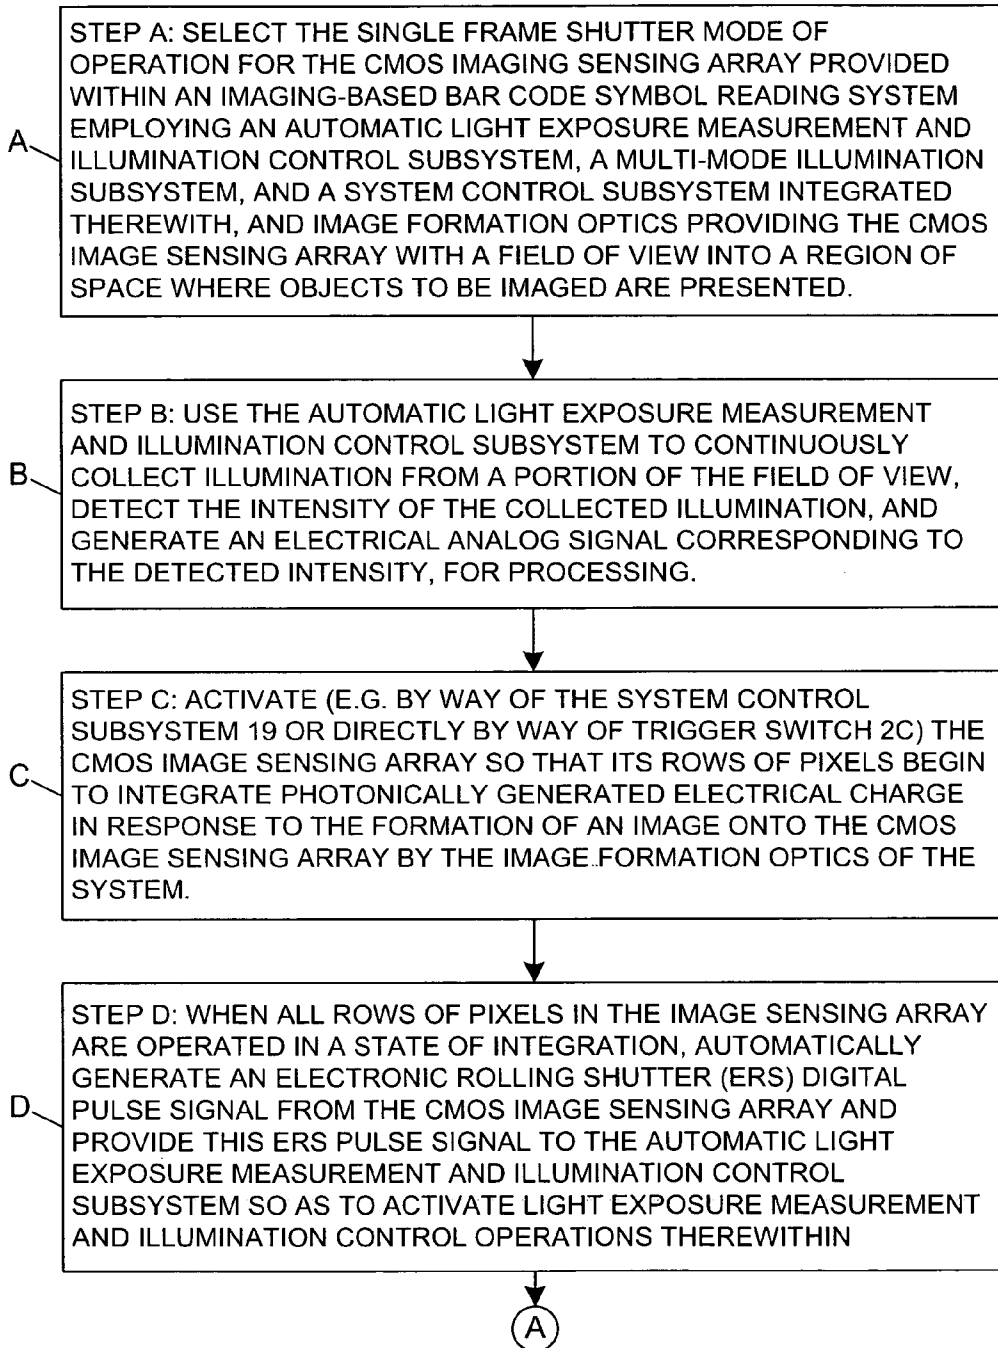 STEP A: SELECT THE SINGLE FRAME SHUTTER MODE OF
OPERATION FOR THE CMOS IMAGING SENSING ARRAY PROVIDED
WITHIN AN IMAGING-BASED BAR CODE SYMBOL READING SYSTEM
EMPLOYING AN AUTOMATIC LIGHT EXPOSURE MEASUREMENT AND
ILLUMINATION CONTROL SUBSYSTEM, A MULTI-MODE ILLUMINATION
SUBSYSTEM, AND A SYSTEM CONTROL SUBSYSTEM INTEGRATED
THEREWITH, AND IMAGE FORMATION OPTICS PROVIDING THE CMOS
IMAGE SENSING ARRAY WITH A FIELD OF VIEW INTO A REGION OF
SPACE WHERE OBJECTS TO BE IMAGED ARE PRESENTED.
A
STEP B: USE THE AUTOMATIC LIGHT EXPOSURE MEASUREMENT
AND ILLUMINATION CONTROL SUBSYSTEM TO CONTINUOUSLY
COLLECT ILLUMINATION FROM A PORTION OF THE FIELD OF VIEW,
DETECT THE INTENSITY OF THE COLLECTED ILLUMINATION, AND
GENERATE AN ELECTRICAL ANALOG SIGNAL CORRESPONDING TO
THE DETECTED INTENSITY, FOR PROCESSING.
B
STEP C: ACTIVATE (E.G. BY WAY OF THE SYSTEM CONTROL
SUBSYSTEM 19 OR DIRECTLY BY WAY OF TRIGGER SWITCH 2C) THE
CMOS IMAGE SENSING ARRAY SO THAT ITS ROWS OF PIXELS BEGIN
TO INTEGRATE PHOTONICALLY GENERATED ELECTRICAL CHARGE
IN RESPONSE TO THE FORMATION OF AN IMAGE ONTO THE CMOS
IMAGE SENSING ARRAY BY THE IMAGE FORMATION OPTICS OF THE
SYSTEM.
C
STEP D: WHEN ALL ROWS OF PIXELS IN THE IMAGE SENSING ARRAY
ARE OPERATED IN A STATE OF INTEGRATION, AUTOMATICALLY
GENERATE AN ELECTRONIC ROLLING SHUTTER (ERS) DIGITAL
PULSE SIGNAL FROM THE CMOS IMAGE SENSING ARRAY AND
PROVIDE THIS ERS PULSE SIGNAL TO THE AUTOMATIC LIGHT
EXPOSURE MEASUREMENT AND ILLUMINATION CONTROL
SUBSYSTEM SO AS TO ACTIVATE LIGHT EXPOSURE MEASUREMENT
AND ILLUMINATION CONTROL OPERATIONS THEREWITHIN
D
A